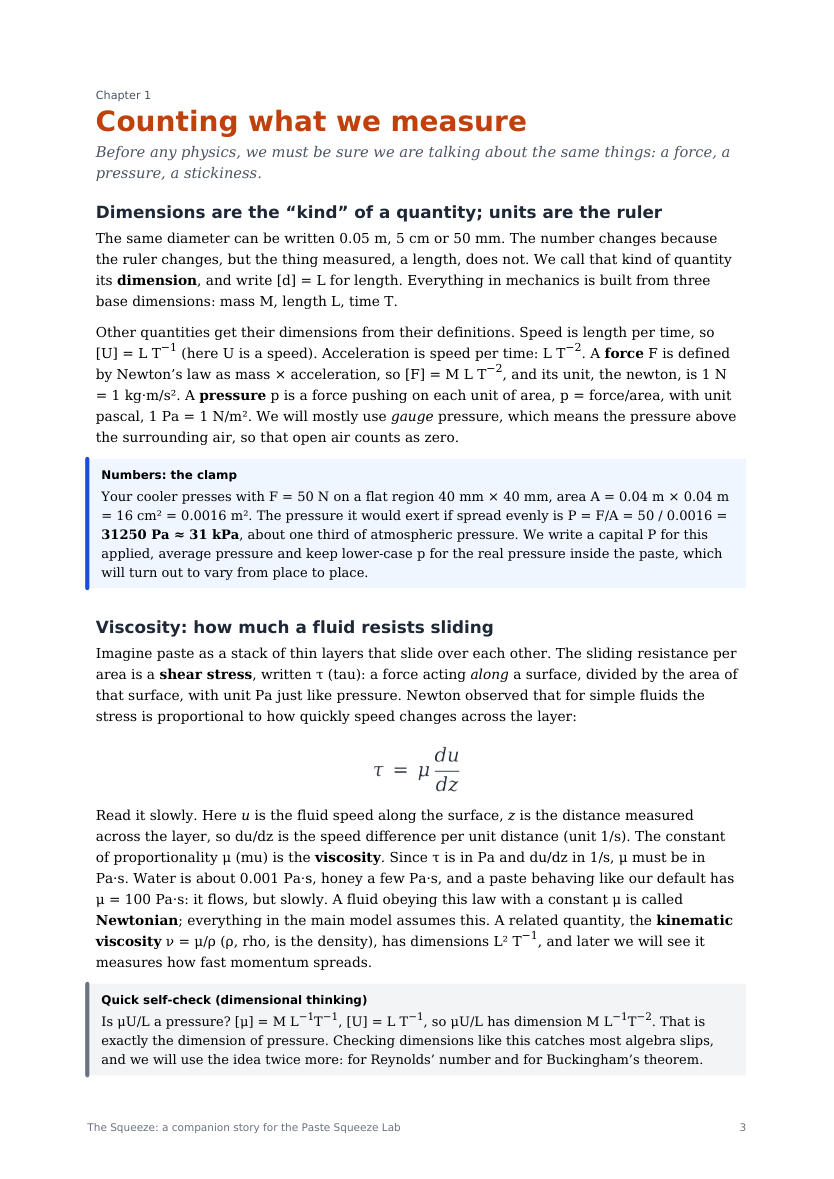 Chapter 1
Counting what we measure
Before any physics, we must be sure we are talking about the same things: a force, a
pressure, a stickiness.
Dimensions are the “kind” of a quantity; units are the ruler
The same diameter can be written 0.05 m, 5 cm or 50 mm. The number changes because
the ruler changes, but the thing measured, a length, does not. We call that kind of quantity
its dimension, and write [d] = L for length. Everything in mechanics is built from three
base dimensions: mass M, length L, time T.
Other quantities get their dimensions from their definitions. Speed is length per time, so
[U] = L T⁻¹ (here U is a speed). Acceleration is speed per time: L T⁻². A force F is defined
by Newton’s law as mass × acceleration, so [F] = M L T⁻², and its unit, the newton, is 1 N
= 1 kg·m/s². A pressure p is a force pushing on each unit of area, p = force/area, with unit
pascal, 1 Pa = 1 N/m². We will mostly use gauge pressure, which means the pressure above
the surrounding air, so that open air counts as zero.
Numbers: the clamp
Your cooler presses with F = 50 N on a flat region 40 mm × 40 mm, area A = 0.04 m × 0.04 m
= 16 cm² = 0.0016 m². The pressure it would exert if spread evenly is P = F/A = 50 / 0.0016 =
31250 Pa ≈ 31 kPa, about one third of atmospheric pressure. We write a capital P for this
applied, average pressure and keep lower-case p for the real pressure inside the paste, which
will turn out to vary from place to place.
Viscosity: how much a fluid resists sliding
Imagine paste as a stack of thin layers that slide over each other. The sliding resistance per
area is a shear stress, written τ (tau): a force acting along a surface, divided by the area of
that surface, with unit Pa just like pressure. Newton observed that for simple fluids the
stress is proportional to how quickly speed changes across the layer:
τ = μ du/dz
Read it slowly. Here u is the fluid speed along the surface, z is the distance measured
across the layer, so du/dz is the speed difference per unit distance (unit 1/s). The constant
of proportionality μ (mu) is the viscosity. Since τ is in Pa and du/dz in 1/s, μ must be in
Pa·s. Water is about 0.001 Pa·s, honey a few Pa·s, and a paste behaving like our default has
μ = 100 Pa·s: it flows, but slowly. A fluid obeying this law with a constant μ is called
Newtonian; everything in the main model assumes this. A related quantity, the kinematic
viscosity ν = μ/ρ (ρ, rho, is the density), has dimensions L² T⁻¹, and later we will see it
measures how fast momentum spreads.
Quick self-check (dimensional thinking)
Is μU/L a pressure? [μ] = M L⁻¹T⁻¹, [U] = L T⁻¹, so μU/L has dimension M L⁻¹T⁻². That is
exactly the dimension of pressure. Checking dimensions like this catches most algebra slips,
and we will use the idea twice more: for Reynolds’ number and for Buckingham’s theorem.
The Squeeze: a companion story for the Paste Squeeze Lab
3